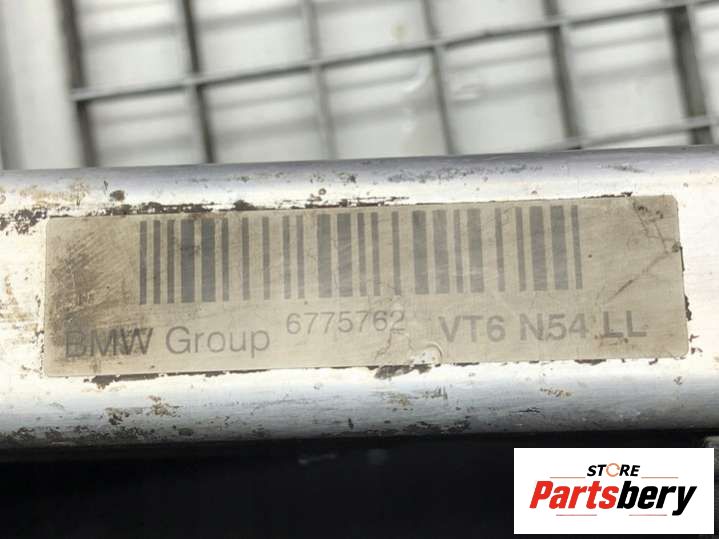 BMW Group 6775762 VT6 N54 LL
STORE
Partsbery